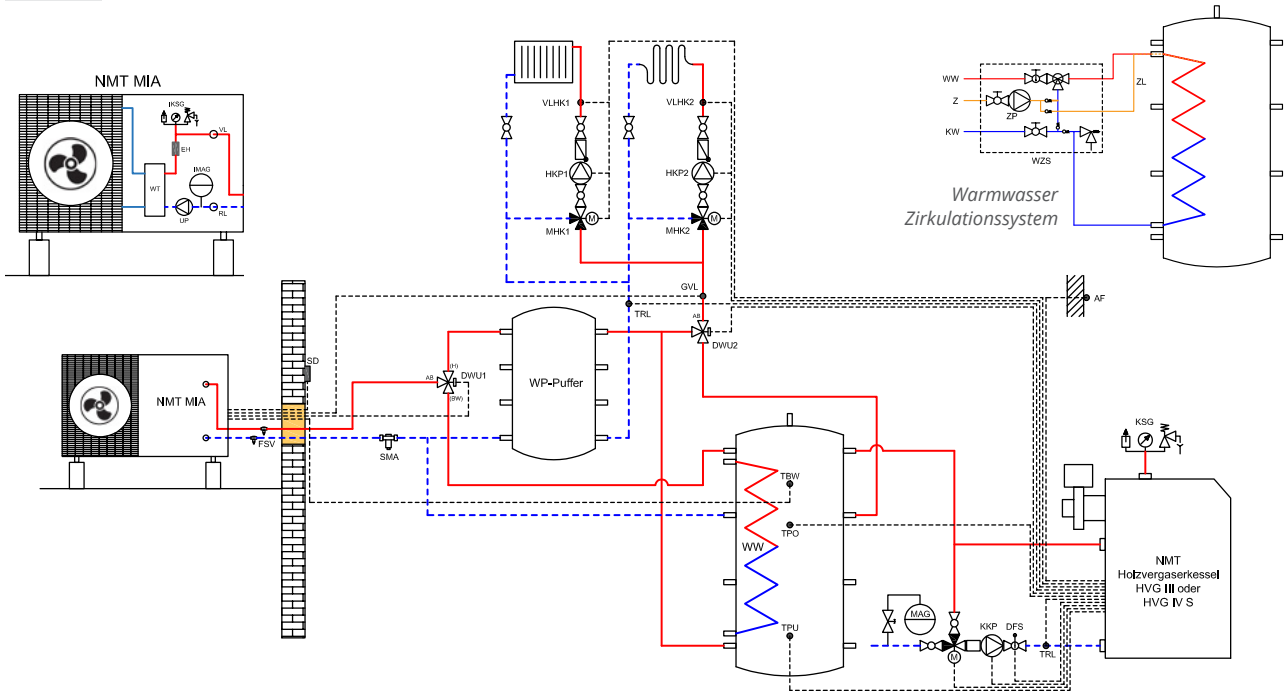 NMT MIA
IKSG
VL
EH
WT
IMAG
UP
RL
VLHK1
VLHK2
HKP1
HKP2
M
M
MHK1
MHK2
GVL
TRL
AB
DWU2
WW
Z
KW
ZP
ZL
WZS
Warmwasser
Zirkulationssystem
AF
SD
NMT MIA
FSV
SMA
AB
(H)
DWU1
(BW)
WP-Puffer
TBW
TPO
WW
TPU
MAG
M
KKP
DFS
TRL
KSG
NMT
Holzvergaserkessel
HVG III oder
HVG IV S